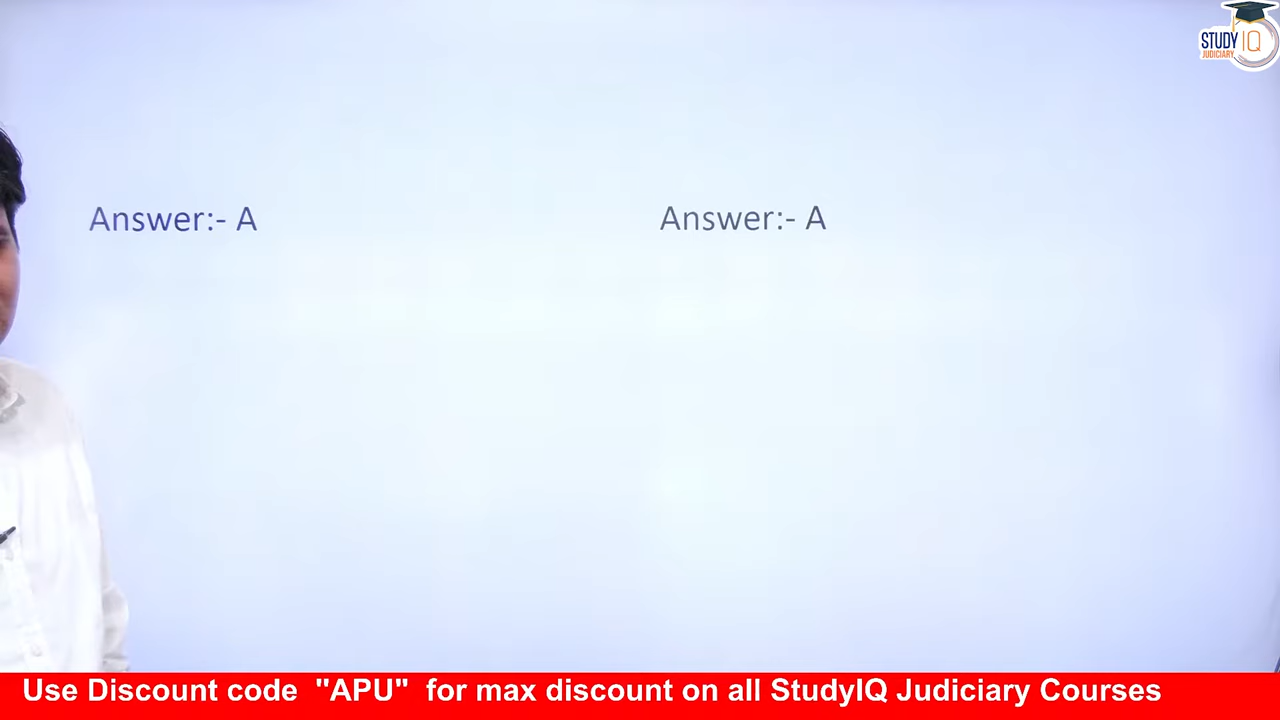 STUDY IQ
JUDICIARY
Answer:- A
Answer:- A
Use Discount code "APU" for max discount on all StudyIQ Judiciary Courses